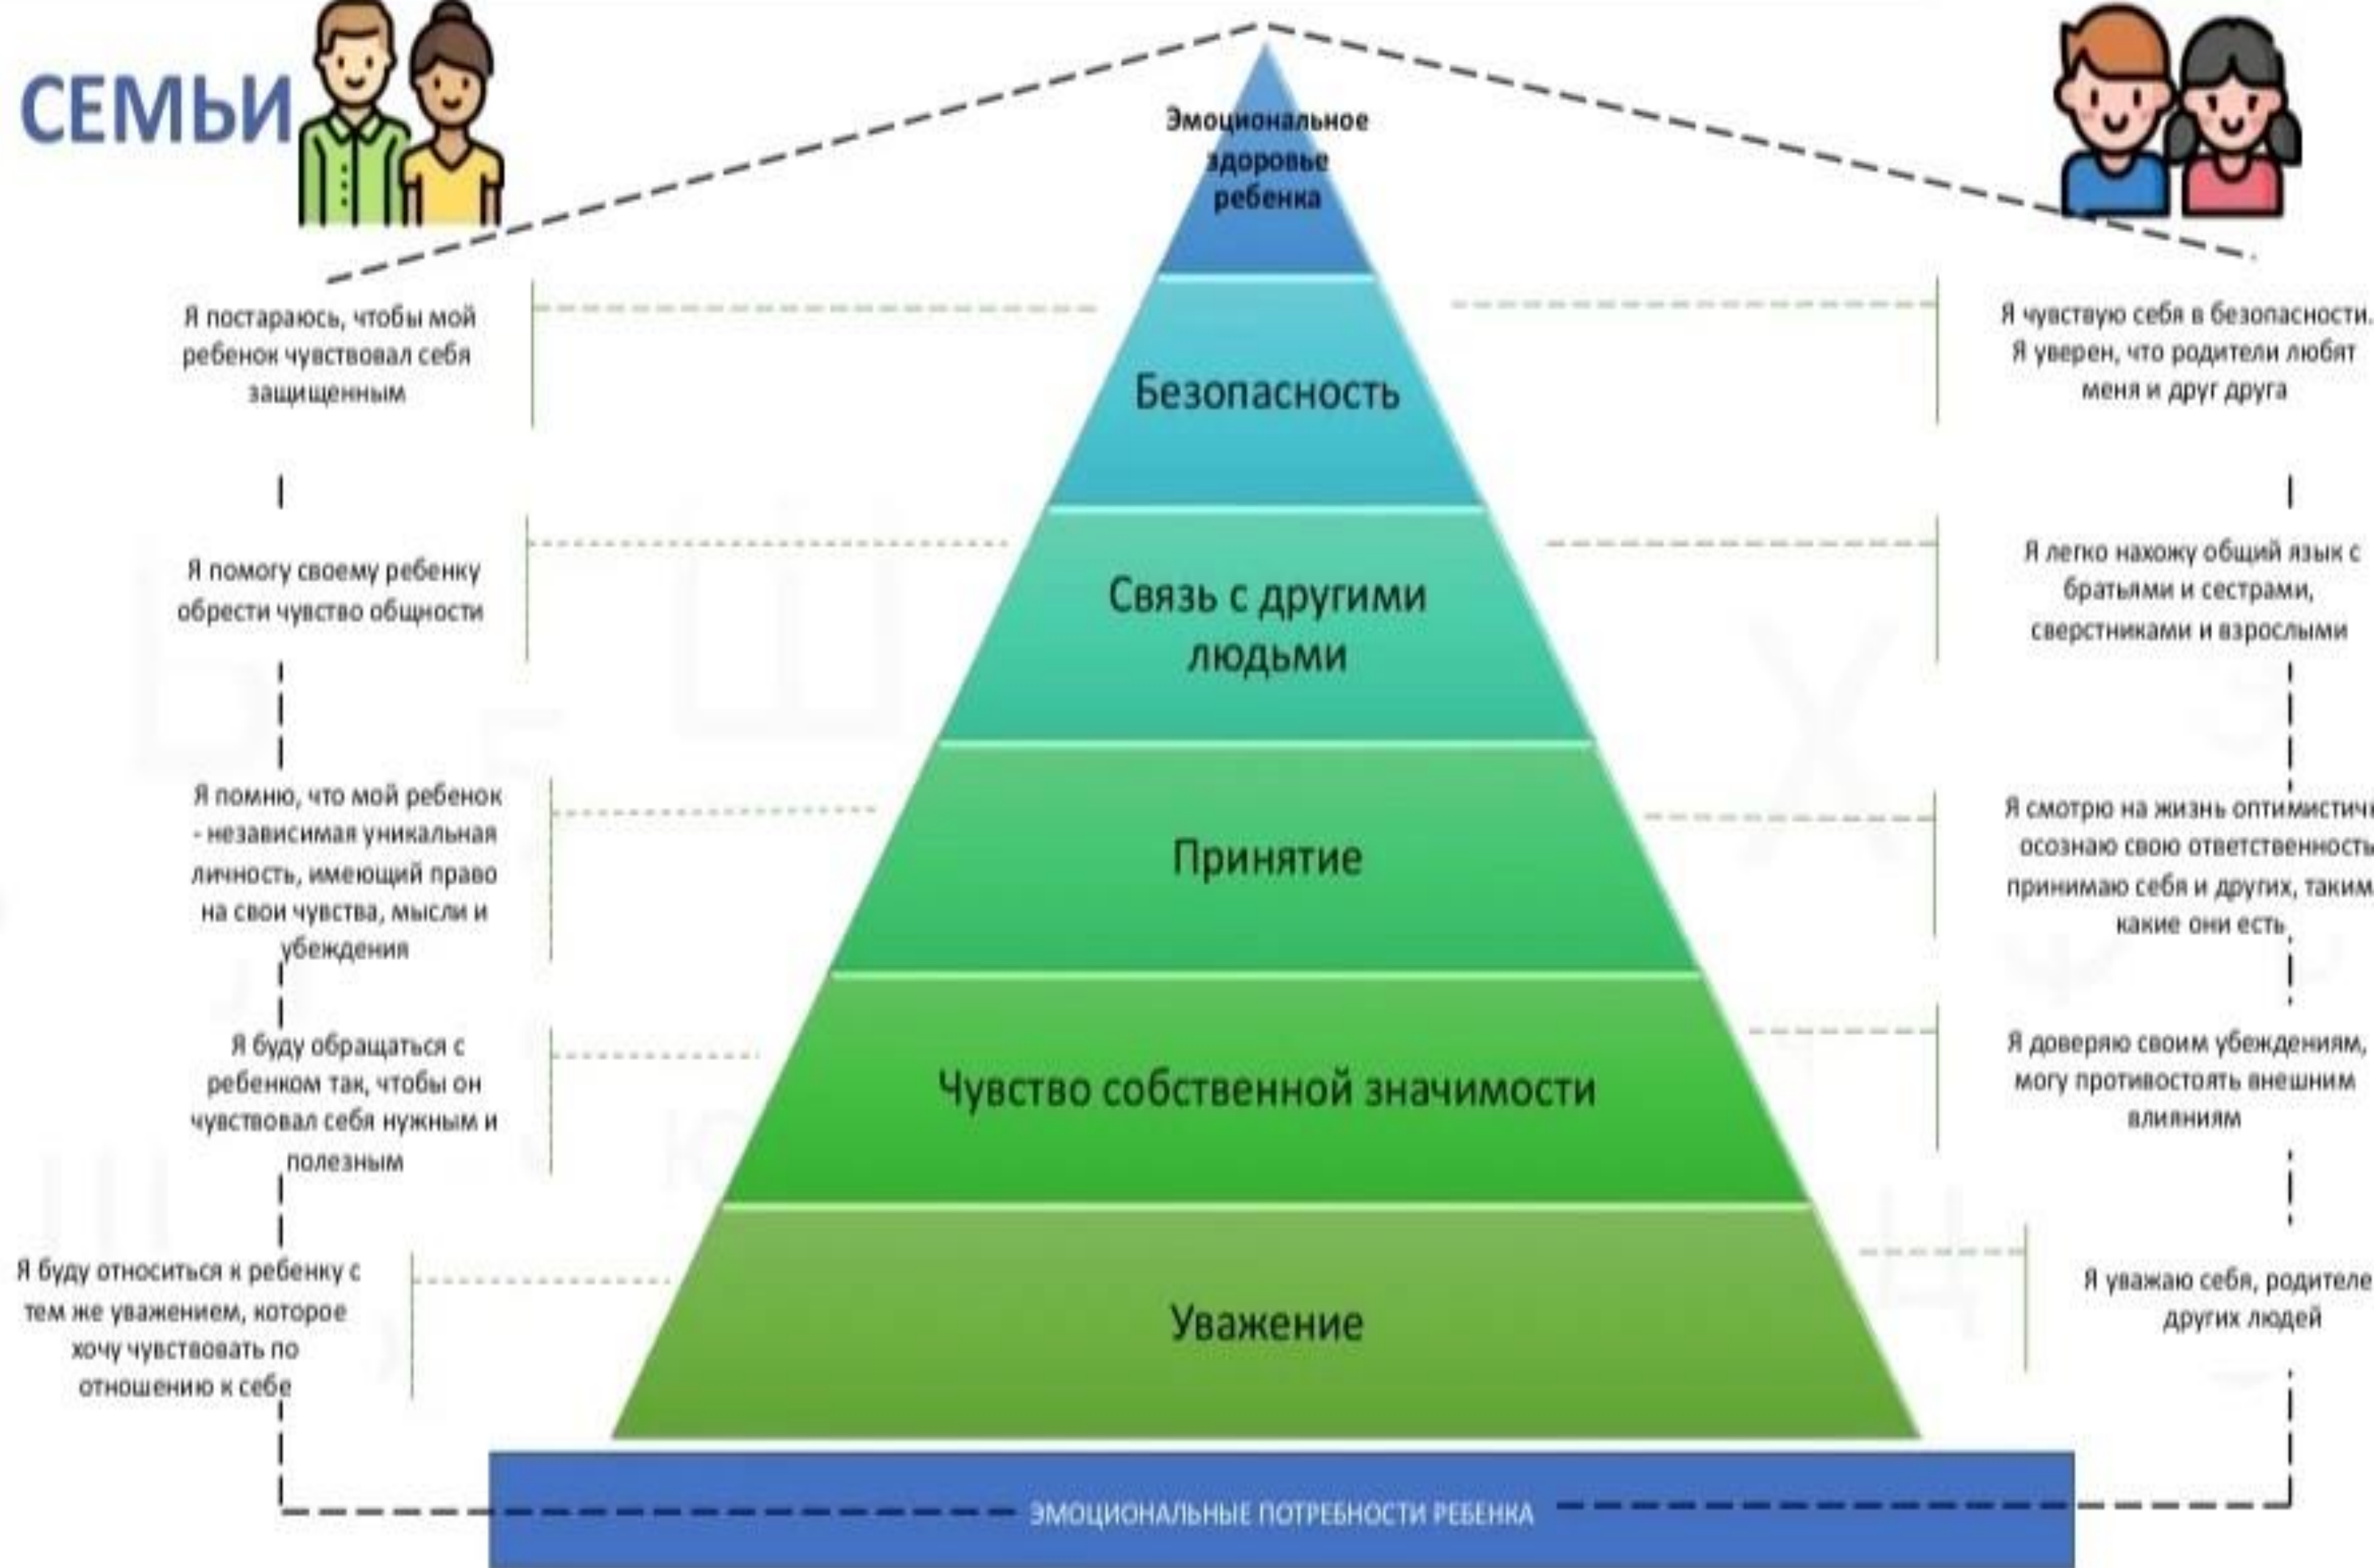 СЕМЬИ
Эмоциональное
здоровье
ребенка
Я постараюсь, чтобы мой
ребенок чувствовал себя
защищенным
Безопасность
Я чувствую себя в безопасности.
Я уверен, что родители любят
меня и друг друга
Я помогу своему ребенку
обрести чувство общности
Связь с другими
людьми
Я легко нахожу общий язык с
братьями и сестрами,
сверстниками и взрослыми
Я помню, что мой ребенок
- независимая уникальная
личность, имеющий право
на свои чувства, мысли и
убеждения
Принятие
Я смотрю на жизнь
осознаю свою ответственность
принимаю себя и других,
какие они есть
Я буду обращаться с
ребенком так, чтобы он
чувствовал себя нужным и
полезным
Чувство собственной значимости
Я доверяю своим убеждениям,
могу противостоять внешним
влияниям
Я буду относиться к ребенку с
тем же уважением, которое
хочу чувствовать по
отношению к себе
Уважение
Я уважаю себя,
других людей
ЭМОЦИОНАЛЬНЫЕ ПОТРЕБНОСТИ РЕБЕНКА